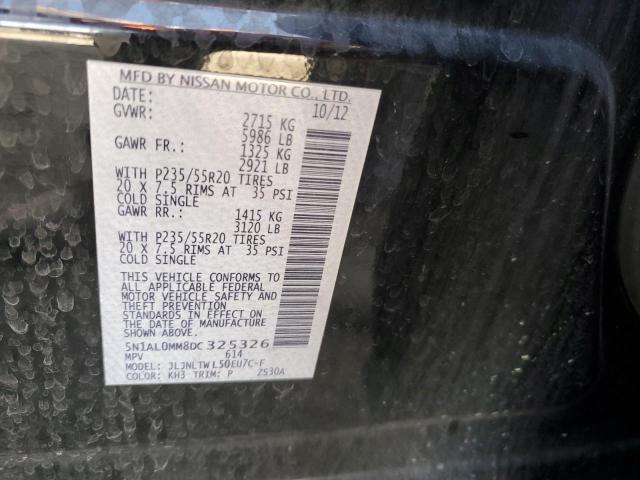 MFD BY NISSAN MOTOR CO., LTD.
DATE: 10/12
GVWR: 2715 KG
5986 LB
GAWR FR.: 1325 KG
2921 LB
WITH P235/55R20 TIRES
20 X 7.5 RIMS AT 35 PSI
COLD SINGLE
GAWR RR.: 1415 KG
3120 LB
WITH P235/55R20 TIRES
20 X 7.5 RIMS AT 35 PSI
COLD SINGLE
THIS VEHICLE CONFORMS TO
ALL APPLICABLE FEDERAL
MOTOR VEHICLE SAFETY AND
THEFT PREVENTION
STANDARDS IN EFFECT ON
THE DATE OF MANUFACTURE
SHOWN ABOVE.
5N1AL0MM8DC 325326
MPV 614
MODEL: JLJNLTWL50EU7C-F
COLOR: KH3 TRIM: P ZS30A